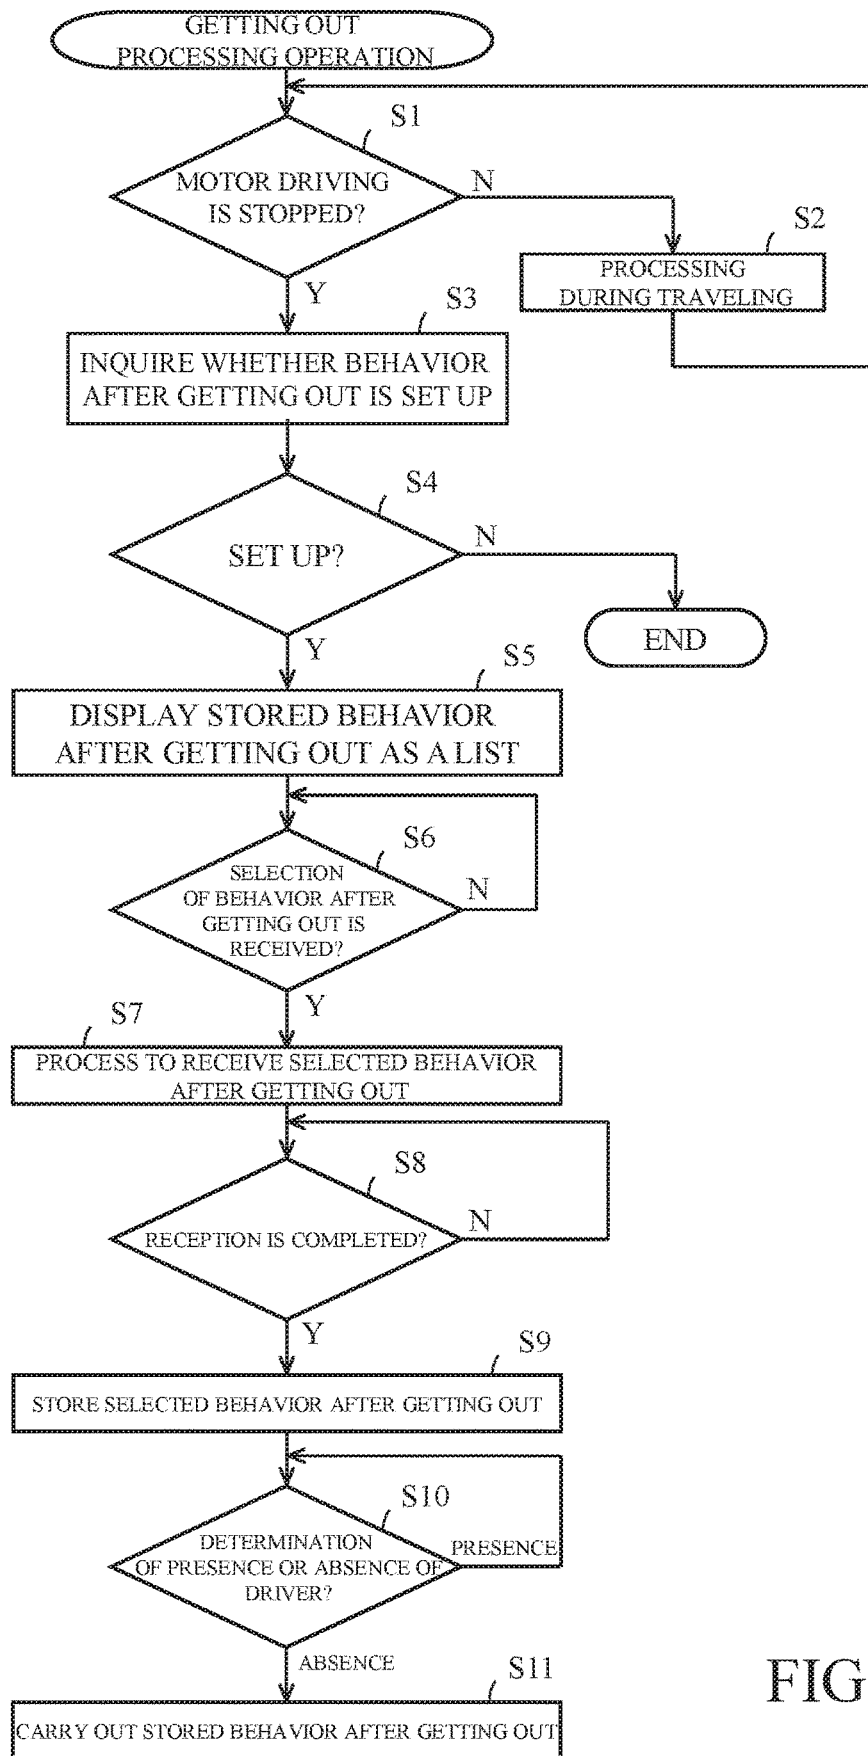 GETTING OUT
PROCESSING OPERATION
S1
MOTOR DRIVING
IS STOPPED?
N
S2
PROCESSING
DURING TRAVELING
Y
S3
INQUIRE WHETHER BEHAVIOR
AFTER GETTING OUT IS SET UP
S4
SET UP?
N
END
Y
S5
DISPLAY STORED BEHAVIOR
AFTER GETTING OUT AS A LIST
S6
SELECTION
OF BEHAVIOR AFTER
GETTING OUT IS
RECEIVED?
N
Y
S7
PROCESS TO RECEIVE SELECTED BEHAVIOR
AFTER GETTING OUT
S8
RECEPTION IS COMPLETED?
N
Y
S9
STORE SELECTED BEHAVIOR AFTER GETTING OUT
S10
DETERMINATION
OF PRESENCE OR ABSENCE OF
DRIVER?
PRESENCE
ABSENCE
S11
CARRY OUT STORED BEHAVIOR AFTER GETTING OUT
FIG